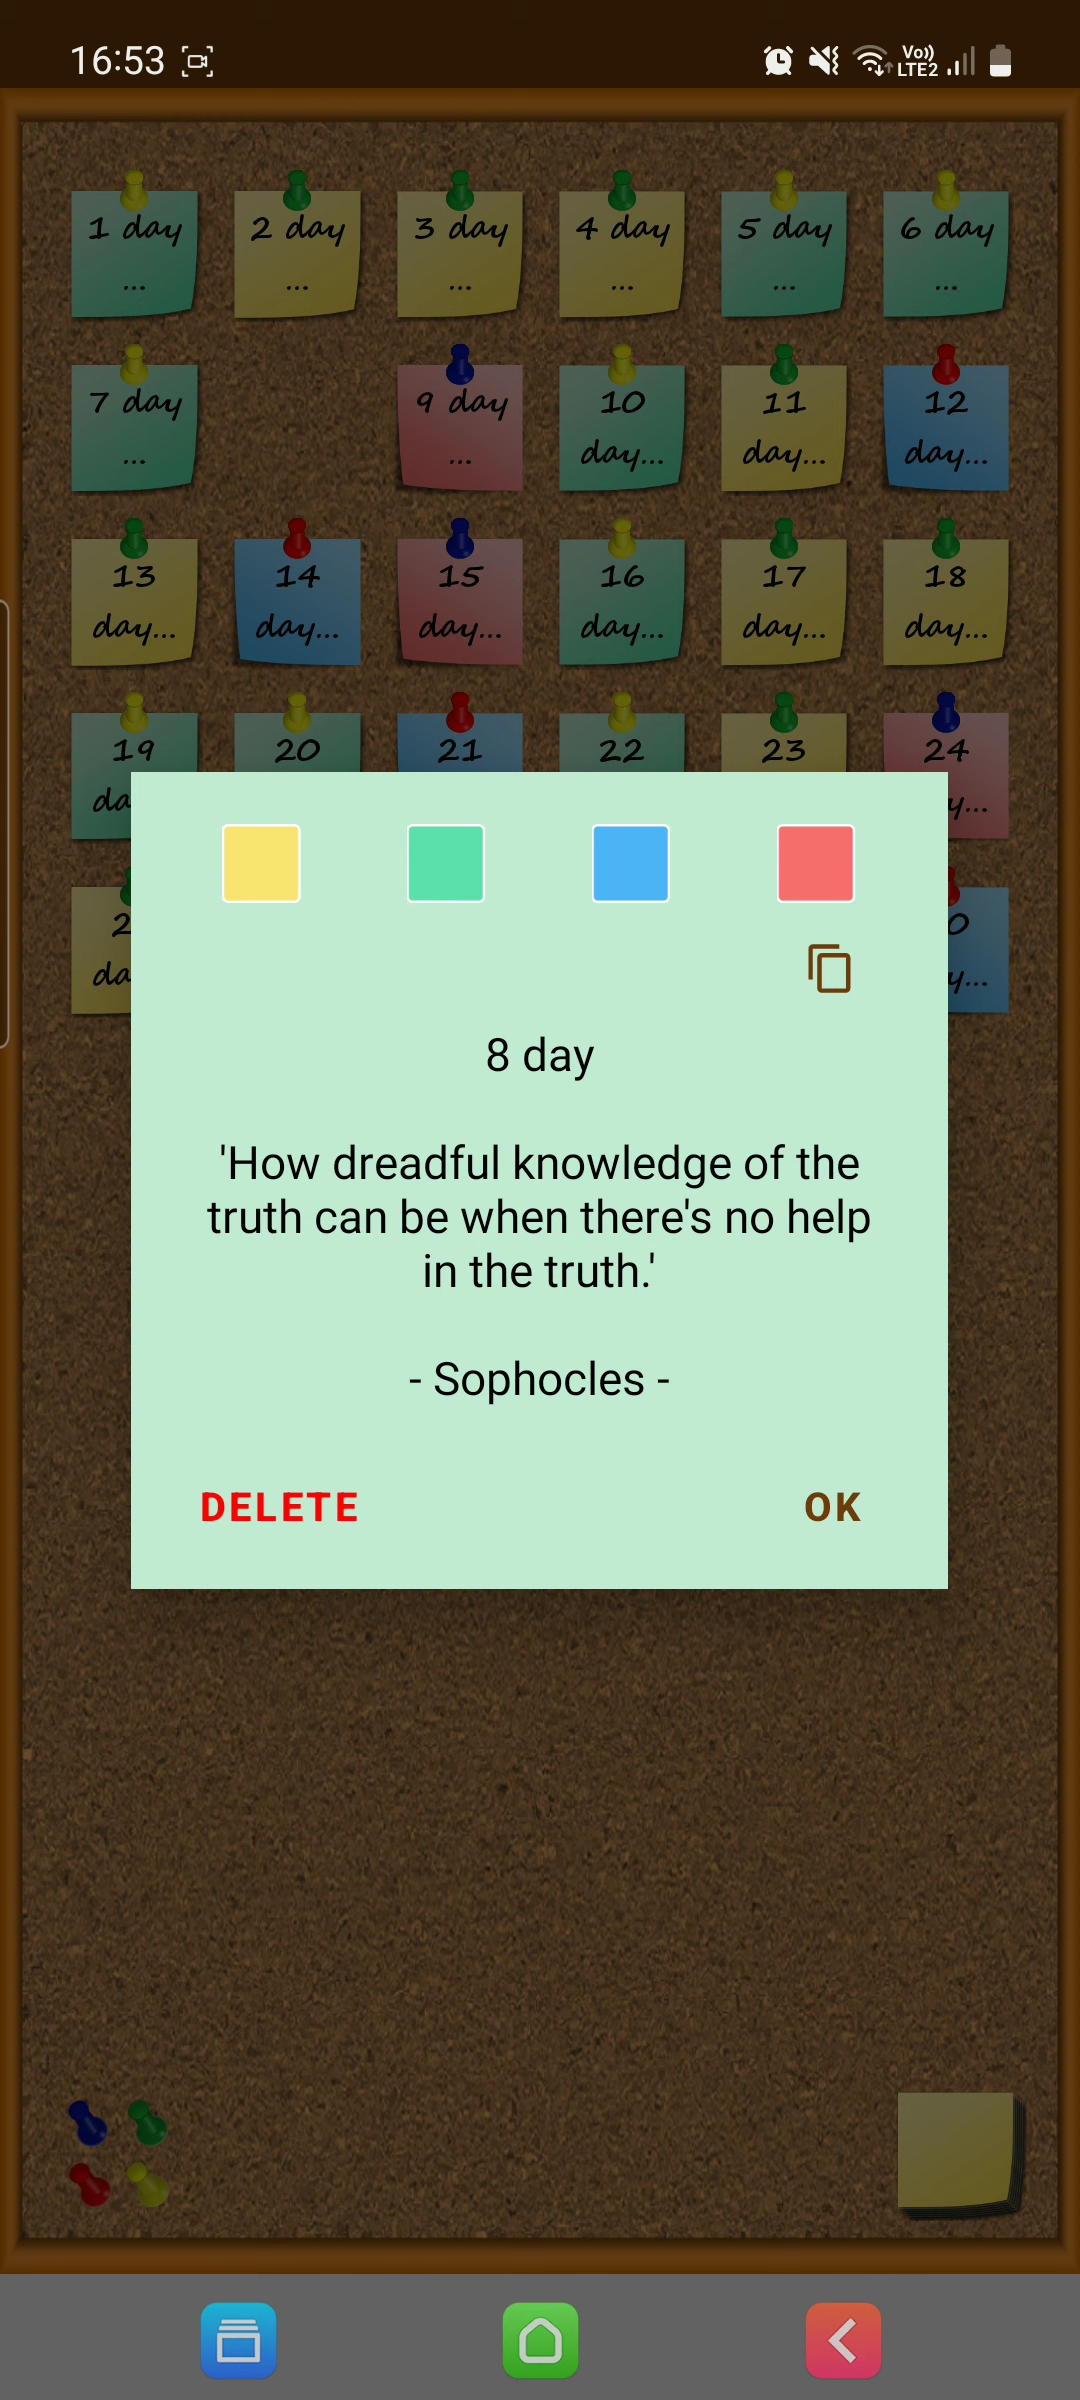 16:53
Vo))
LTE2
1 day
...
2 day
...
3 day
...
4 day
...
5 day
...
6 day
...
7 day
...
9 day
...
10
day...
11
day...
12
day...
13
day...
14
day...
15
day...
16
day...
17
day...
18
day...
19
20
21
22
23
24
8 day
'How dreadful knowledge of the
truth can be when there's no help
in the truth.'
- Sophocles -
DELETE
OK